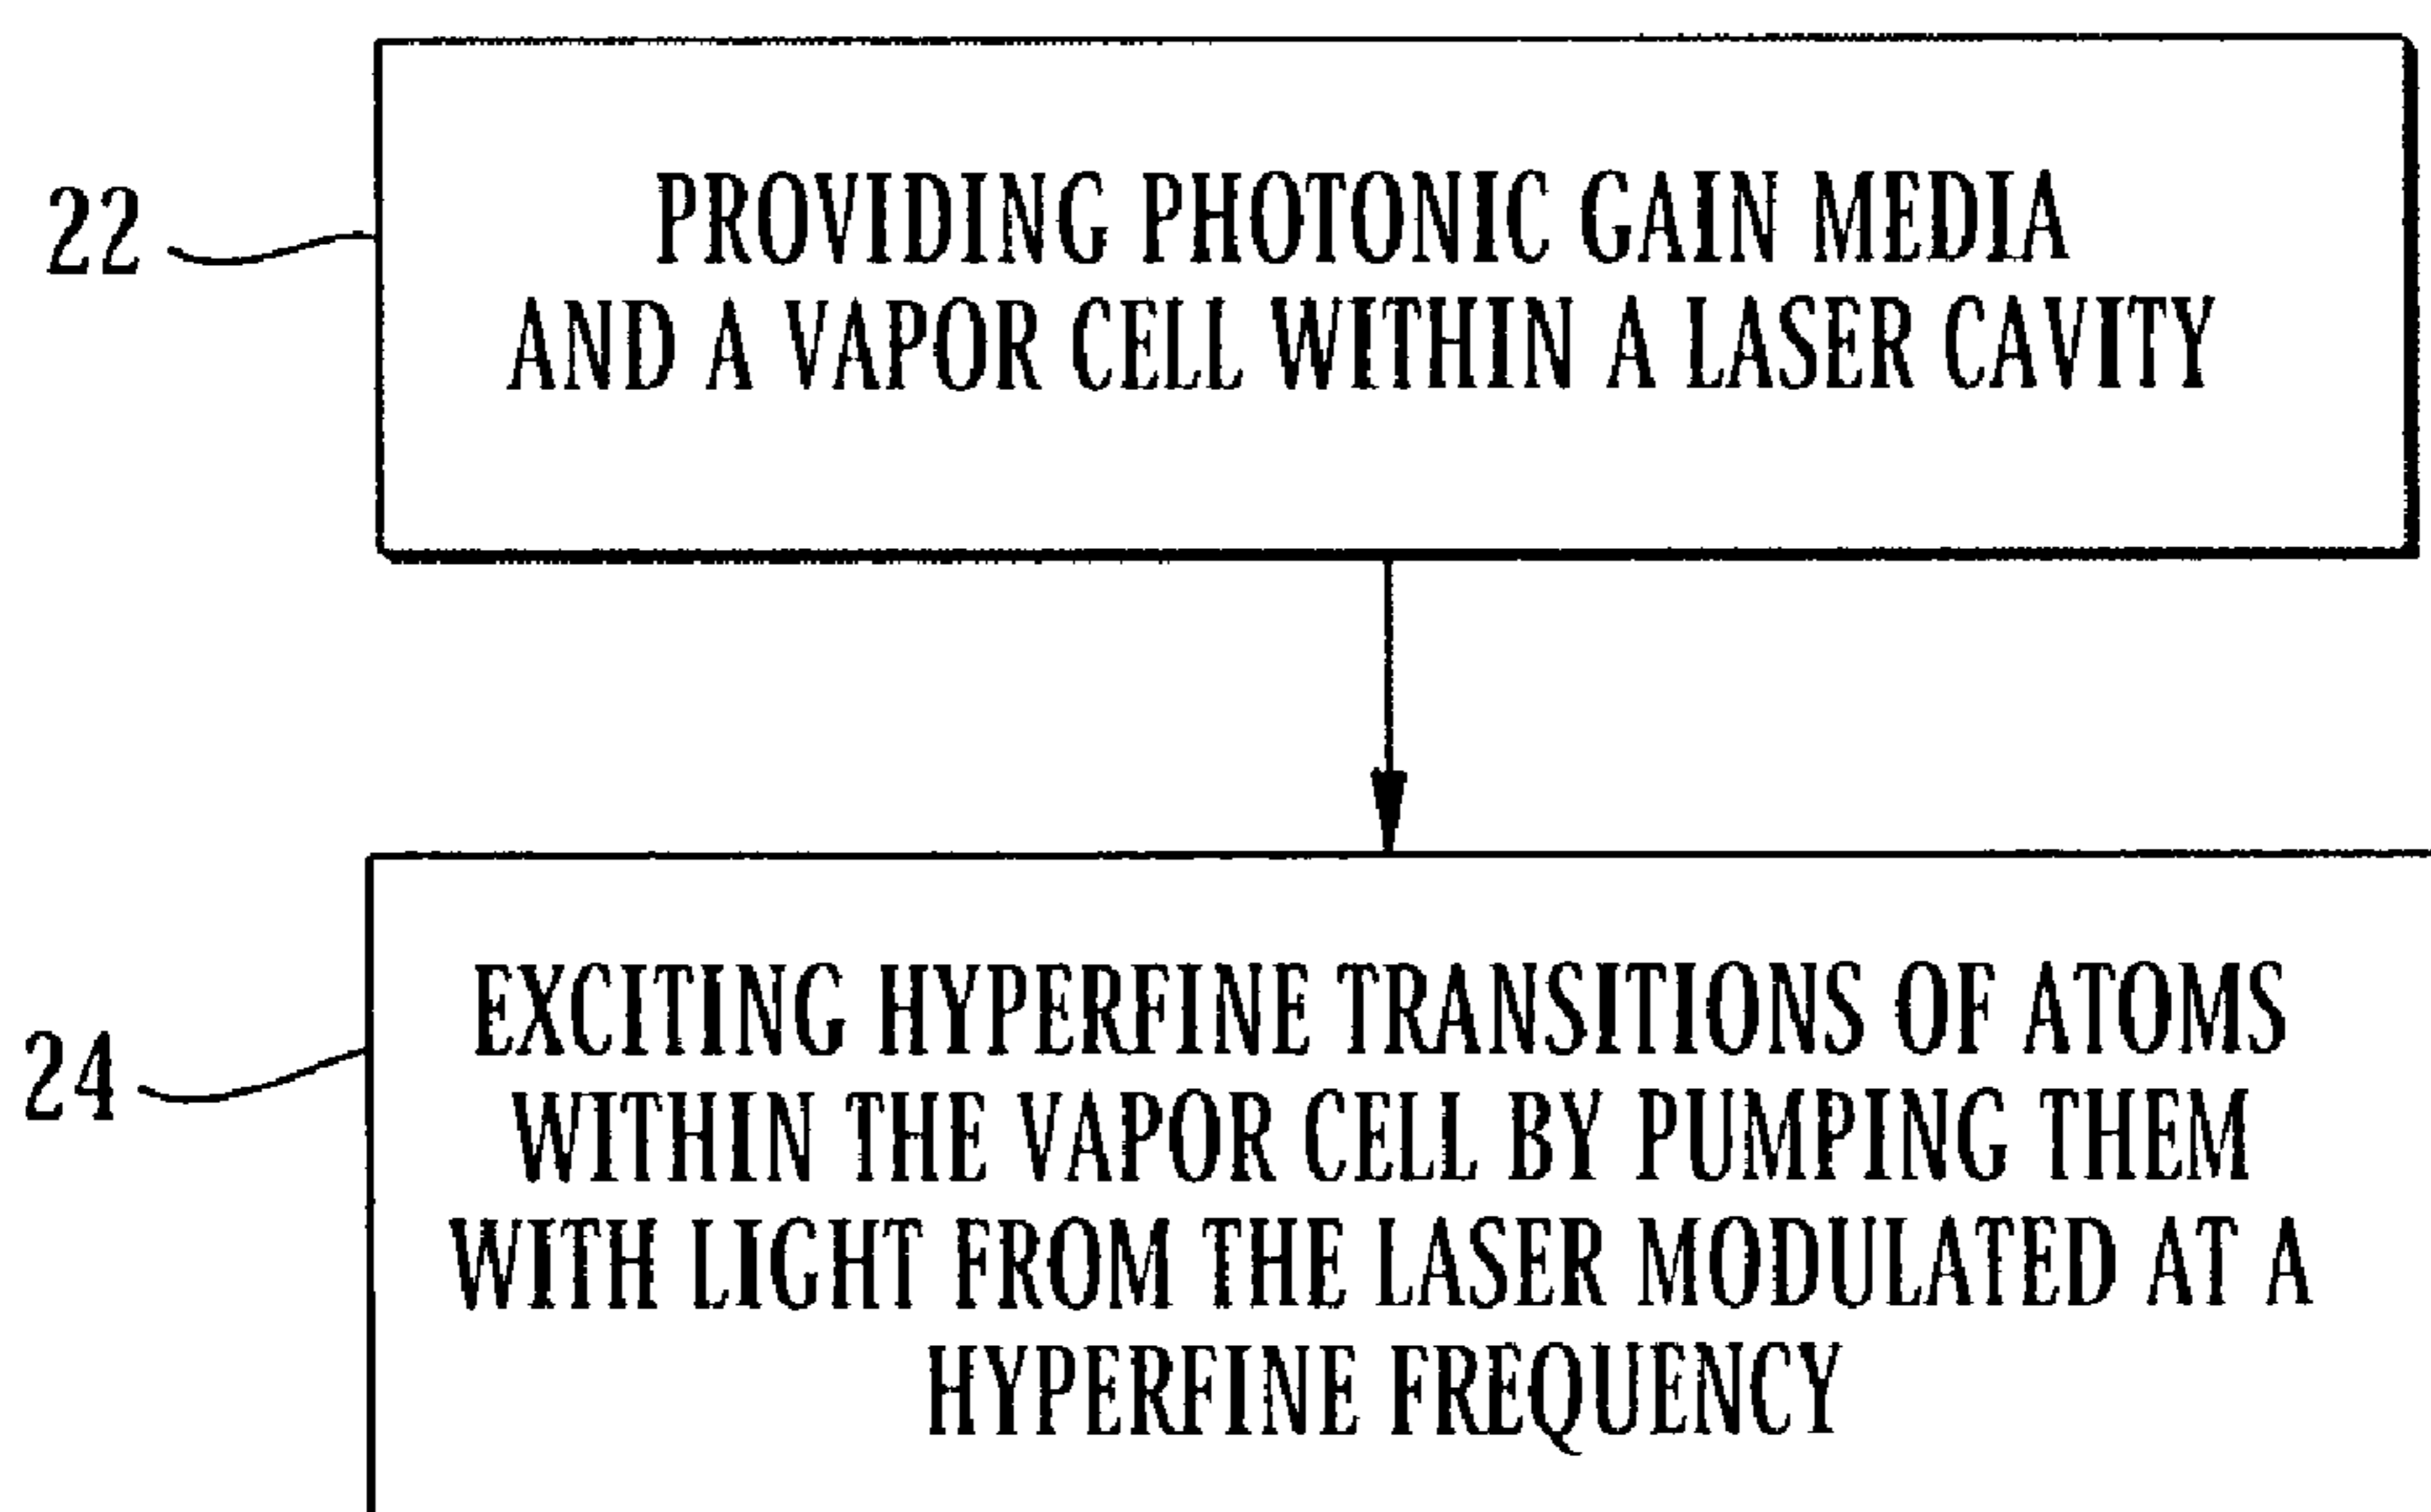 22
PROVIDING PHOTONIC GAIN MEDIA
AND A VAPOR CELL WITHIN A LASER CAVITY
24
EXCITING HYPERFINE TRANSITIONS OF ATOMS
WITHIN THE VAPOR CELL BY PUMPING THEM
WITH LIGHT FROM THE LASER MODULATED AT A
HYPERFINE FREQUENCY